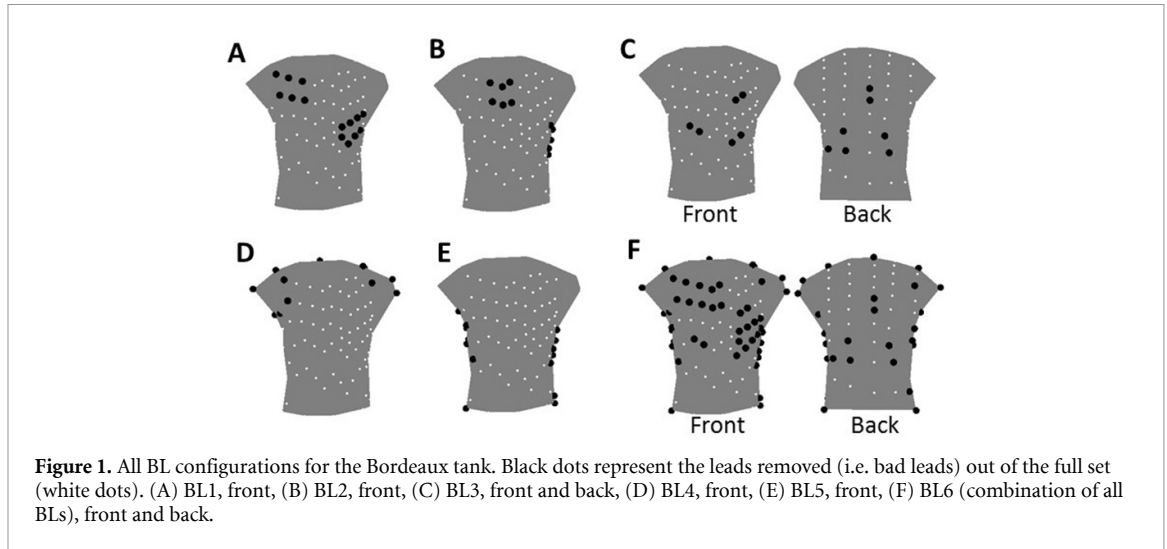 A B C
Front Back
D E F
Front Back
Figure 1. All BL configurations for the Bordeaux tank. Black dots represent the leads removed (i.e. bad leads) out of the full set
(white dots). (A) BL1, front, (B) BL2, front, (C) BL3, front and back, (D) BL4, front, (E) BL5, front, (F) BL6 (combination of all
BLs), front and back.